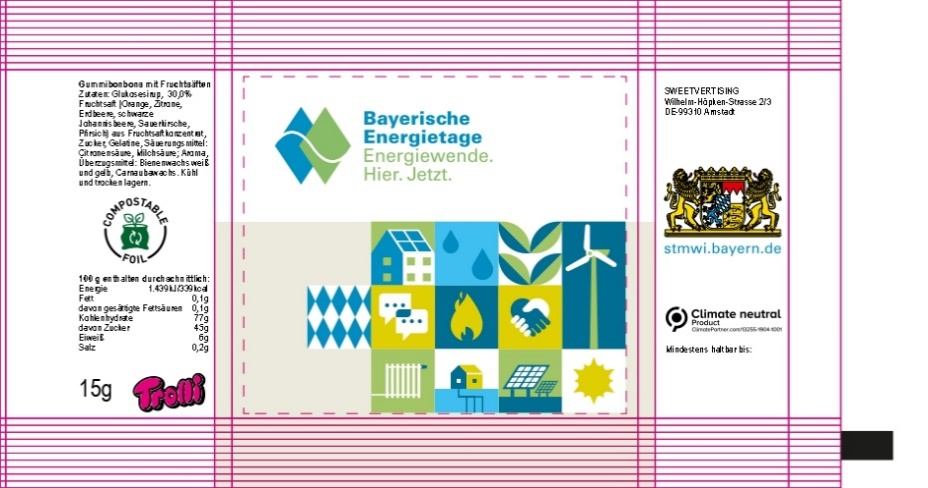 Gummibonbons mit Fruchtsäften
Zutaten: Glukosesirup, 30,0%
Fruchtsaft (Orange, Zitrone,
Erdbeere, schwarze
Johannisbeere, Sauerkirsche,
Pfirsich) aus Fruchtsaftkonzentrat,
Zucker, Gelatine, Säuerungsmittel:
Citronensäure, Milchsäure; Aroma,
Überzugsmittel: Bienenwachs weiß
und gelb, Carnaubawachs. Kühl
und trocken lagern.
COMPOSTABLE
FOIL
100 g enthalten durchschnittlich:
Energie 1.439kJ/339kcal
Fett 0,1g
davon gesättigte Fettsäuren 0,1g
Kohlenhydrate 77g
davon Zucker 45g
Eiweiß 6g
Salz 0,2g
15g
Trolli
Bayerische
Energietage
Energiewende.
Hier. Jetzt.
SWEETVERTISING
Wilhelm-Höpken-Strasse 2/3
DE-99310 Arnstadt
stmwi.bayern.de
Climate neutral
Product
ClimatePartner.com/13255-1904-1001
Mindestens haltbar bis: